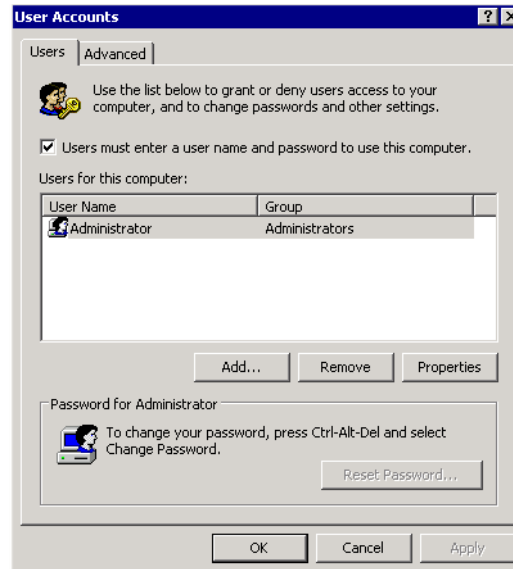 User Accounts
Users
Advanced
Use the list below to grant or deny users access to your
computer, and to change passwords and other settings.
Users must enter a user name and password to use this computer.
Users for this computer:
User Name Group
Administrator Administrators
Add... Remove Properties
Password for Administrator
To change your password, press Ctrl-Alt-Del and select
Change Password.
Reset Password...
OK Cancel Apply